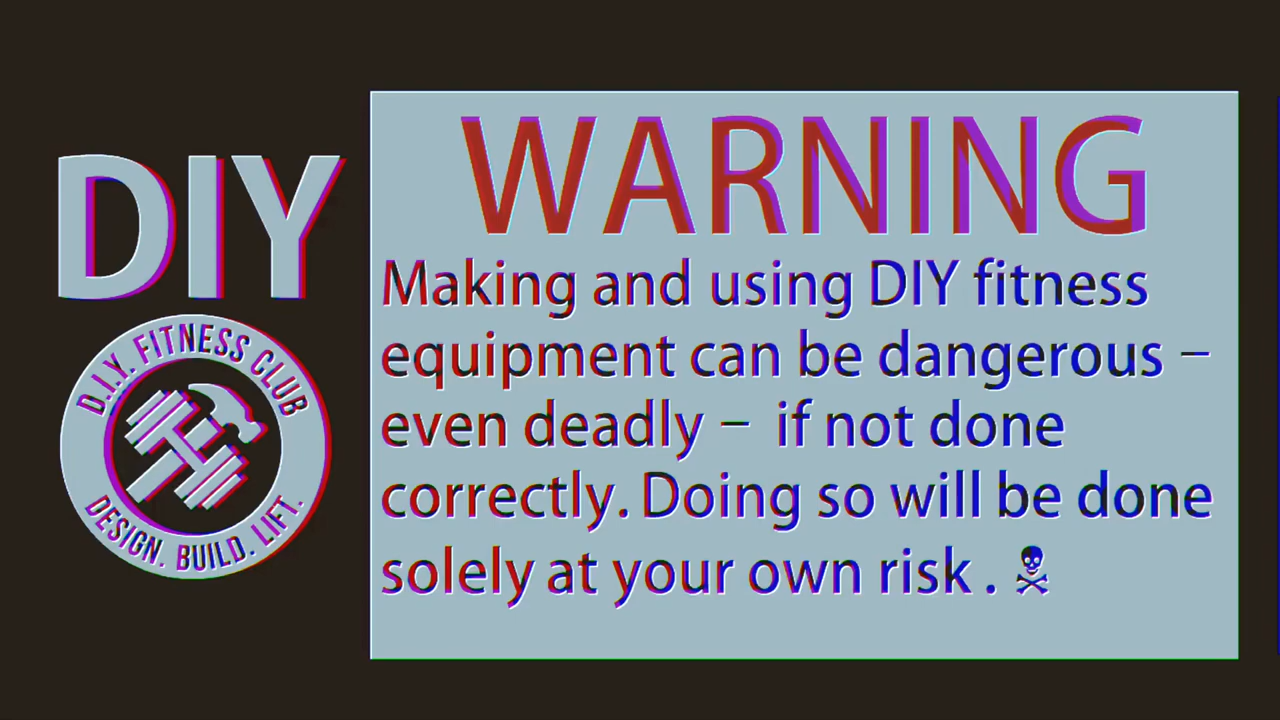 DIY
D.I.Y. FITNESS CLUB
DESIGN. BUILD. LIFT.
WARNING
Making and using DIY fitness
equipment can be dangerous –
even deadly – if not done
correctly. Doing so will be done
solely at your own risk . ☠